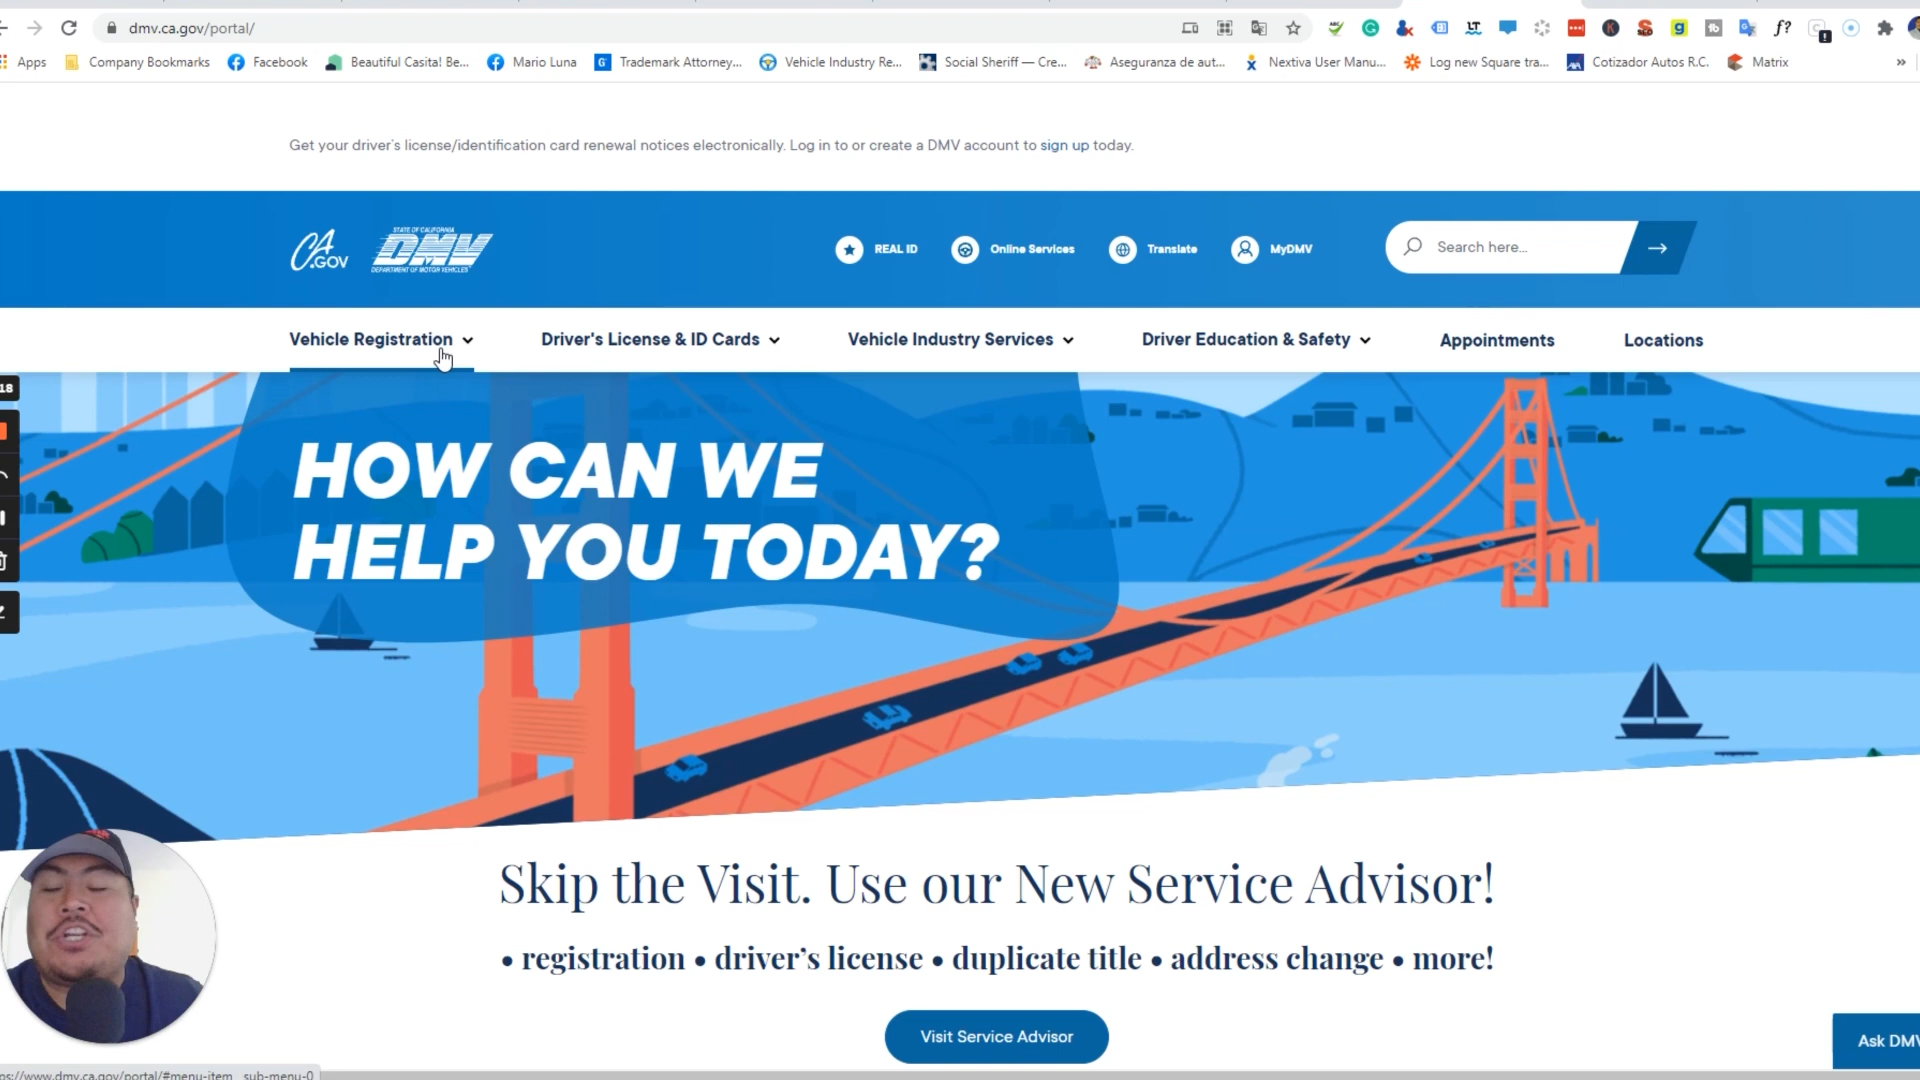 dmv.ca.gov/portal/
Apps Company Bookmarks Facebook Beautiful Casita! Be... Mario Luna Trademark Attorney... Vehicle Industry Re... Social Sheriff — Cre... Aseguranza de aut... Nextiva User Manu... Log new Square tra... Cotizador Autos R.C. Matrix »
Get your driver's license/identification card renewal notices electronically. Log in to or create a DMV account to sign up today.
CA.GOV STATE OF CALIFORNIA DMV DEPARTMENT OF MOTOR VEHICLES REAL ID Online Services Translate MyDMV Search here...
Vehicle Registration Driver's License & ID Cards Vehicle Industry Services Driver Education & Safety Appointments Locations
18
HOW CAN WE
HELP YOU TODAY?
Skip the Visit. Use our New Service Advisor!
• registration • driver's license • duplicate title • address change • more!
Visit Service Advisor
Ask DMV
ps://www.dmv.ca.gov/portal/#menu-item__sub-menu-0